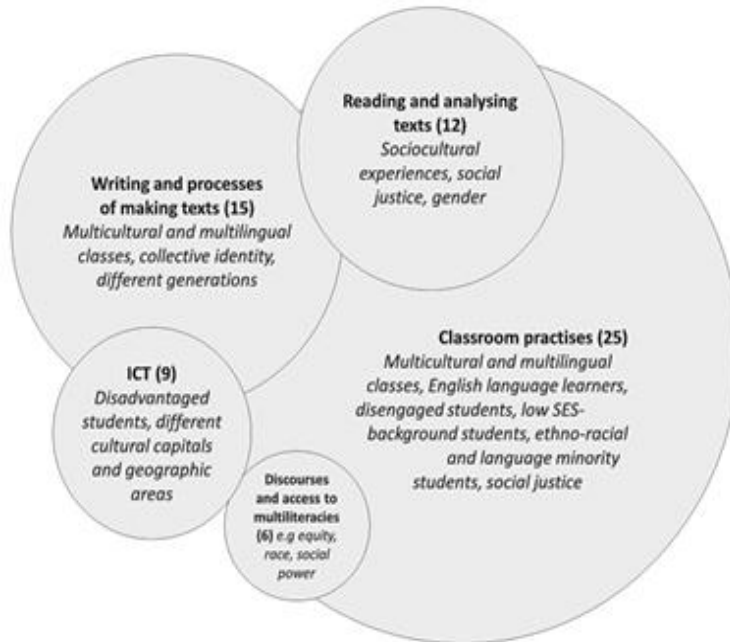 Reading and analysing
texts (12)
Sociocultural
experiences, social
justice, gender
Writing and processes
of making texts (15)
Multicultural and multilingual
classes, collective identity,
different generations
Classroom practises (25)
Multicultural and multilingual
classes, English language learners,
disengaged students, low SES-
background students, ethno-racial
and language minority
students, social justice
ICT (9)
Disadvantaged
students, different
cultural capitals
and geographic
areas
Discourses
and access to
multiliteracies
(6) e.g equity,
race, social
power